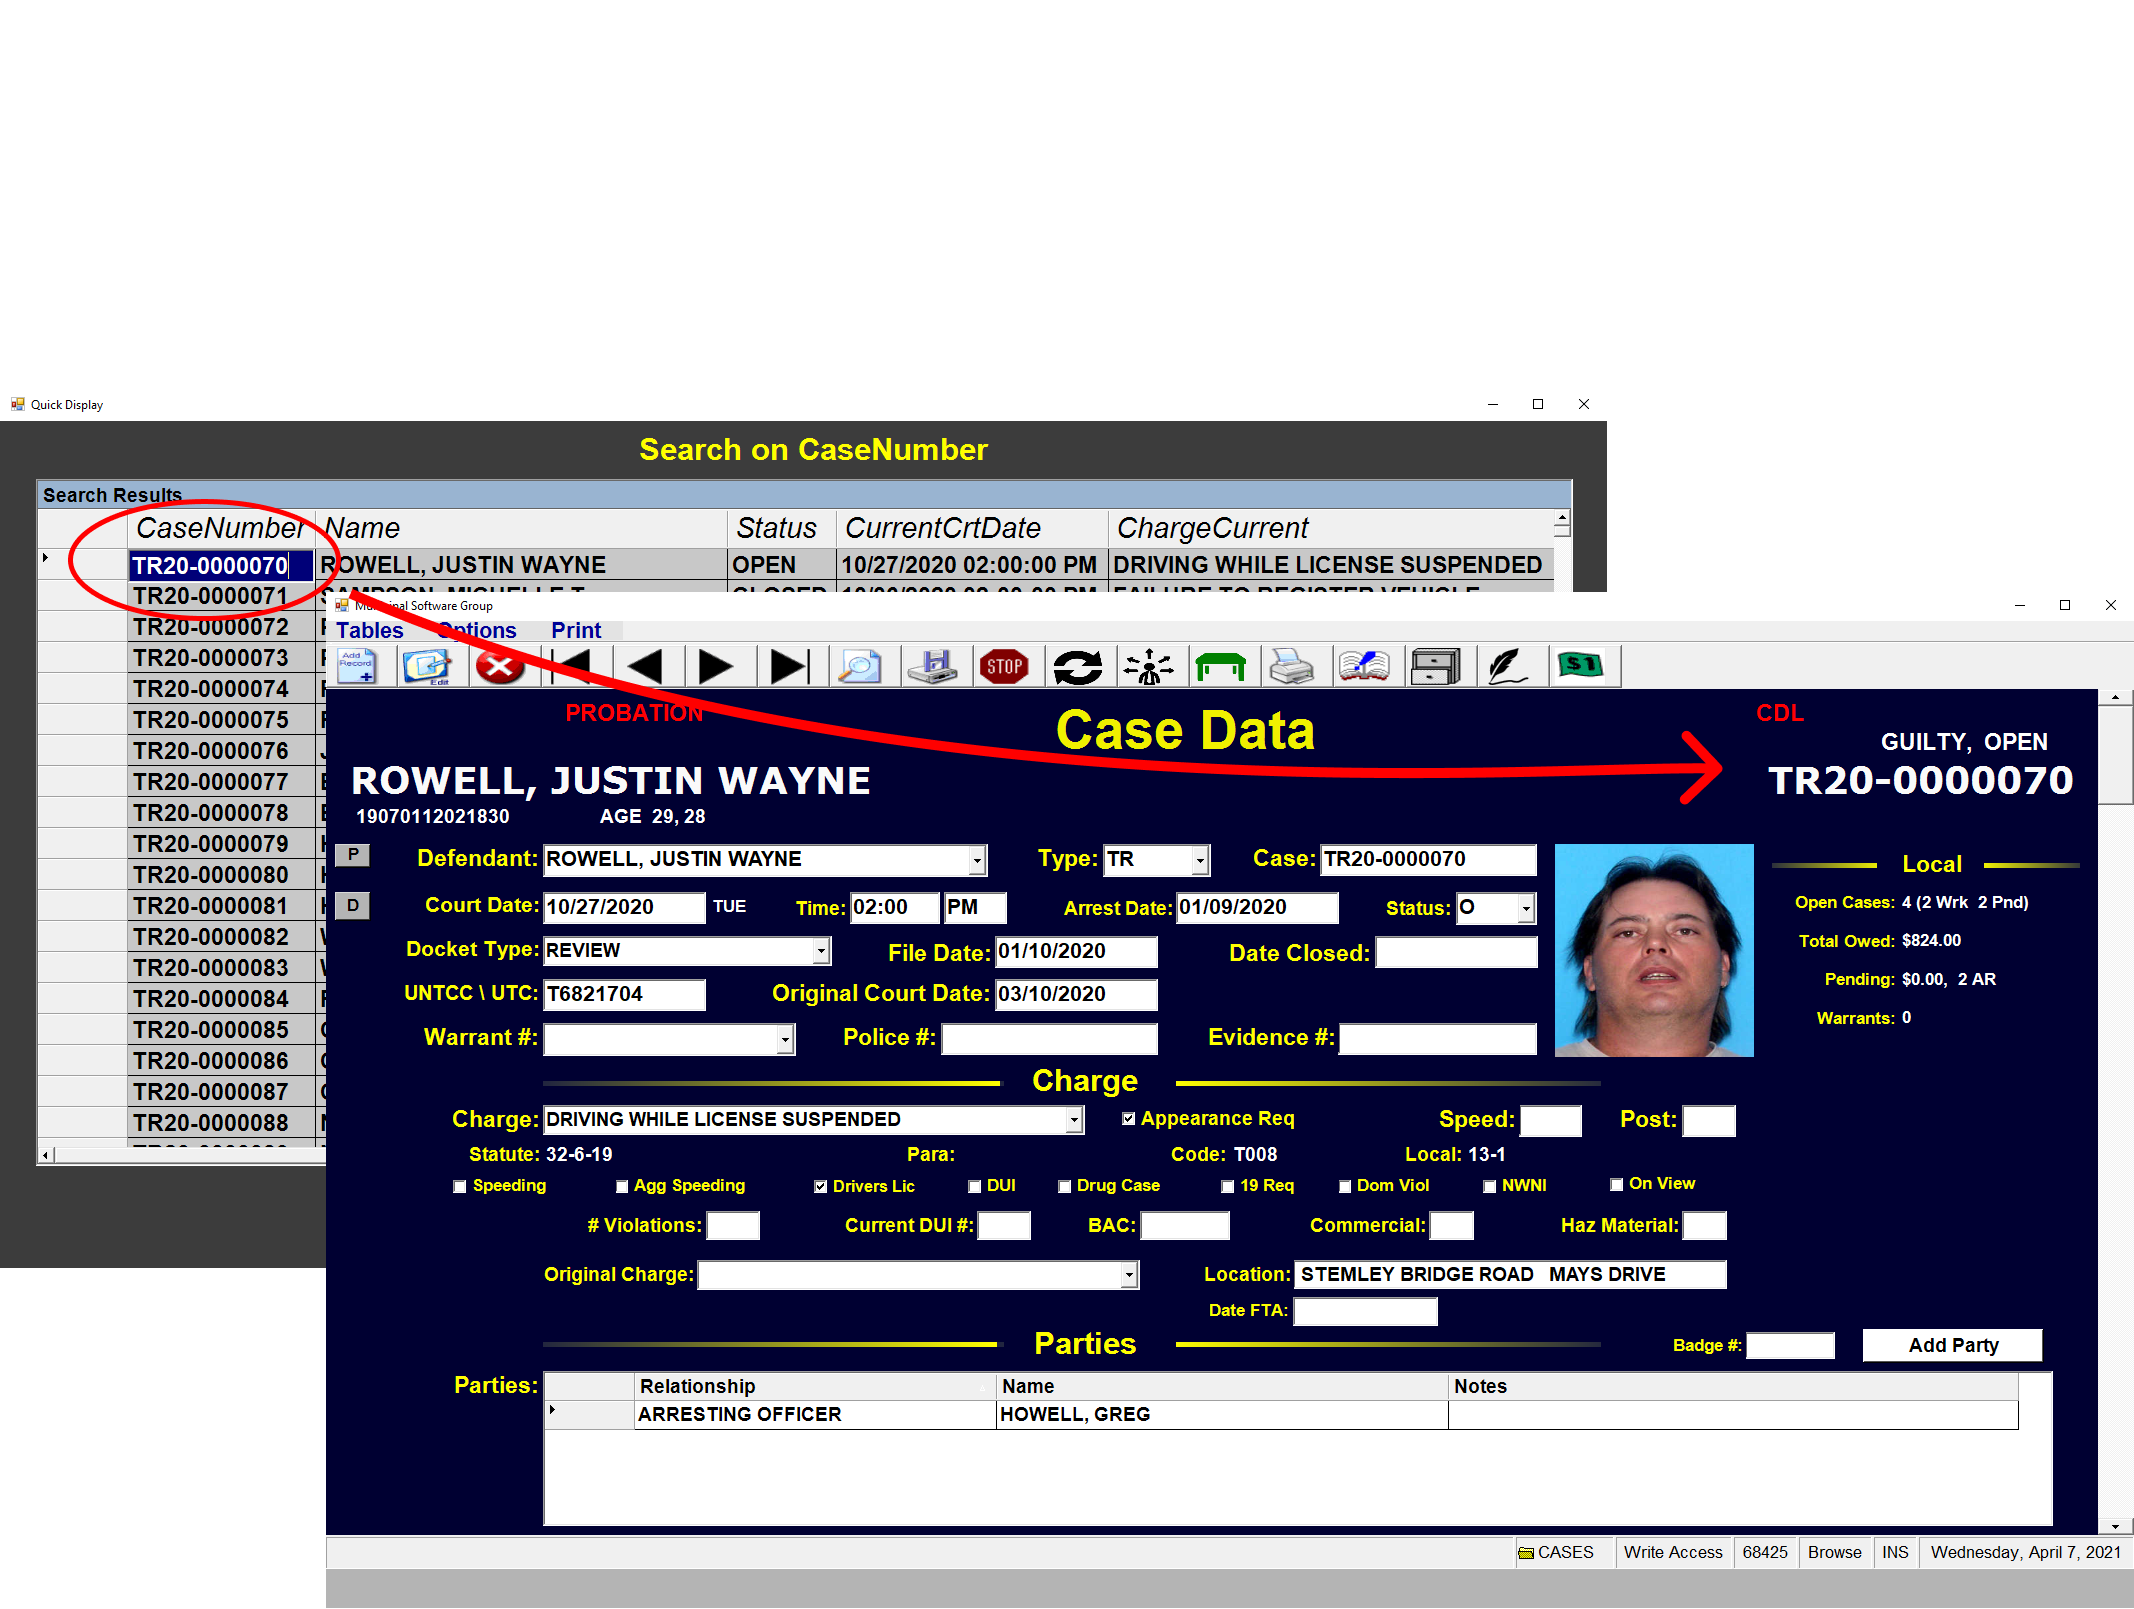 Quick Display
Search on CaseNumber
Search Results
CaseNumber Name Status CurrentCrtDate ChargeCurrent
TR20-0000070 ROWELL, JUSTIN WAYNE OPEN 10/27/2020 02:00:00 PM DRIVING WHILE LICENSE SUSPENDED
TR20-0000071
TR20-0000072
TR20-0000073
TR20-0000074
TR20-0000075
TR20-0000076
TR20-0000077
TR20-0000078
TR20-0000079
TR20-0000080
TR20-0000081
TR20-0000082
TR20-0000083
TR20-0000084
TR20-0000085
TR20-0000086
TR20-0000087
TR20-0000088
Software Group
Tables Options Print
Add Record
Edit
STOP
$1
PROBATION
Case Data
CDL
GUILTY, OPEN
ROWELL, JUSTIN WAYNE
TR20-0000070
19070112021830 AGE 29, 28
P Defendant: ROWELL, JUSTIN WAYNE Type: TR Case: TR20-0000070
D Court Date: 10/27/2020 TUE Time: 02:00 PM Arrest Date: 01/09/2020 Status: O
Docket Type: REVIEW File Date: 01/10/2020 Date Closed:
UNTCC \ UTC: T6821704 Original Court Date: 03/10/2020
Warrant #: Police #: Evidence #:
Local
Open Cases: 4 (2 Wrk 2 Pnd)
Total Owed: $824.00
Pending: $0.00, 2 AR
Warrants: 0
Charge
Charge: DRIVING WHILE LICENSE SUSPENDED Appearance Req Speed: Post:
Statute: 32-6-19 Para: Code: T008 Local: 13-1
Speeding Agg Speeding Drivers Lic DUI Drug Case 19 Req Dom Viol NWNI On View
# Violations: Current DUI #: BAC: Commercial: Haz Material:
Original Charge: Location: STEMLEY BRIDGE ROAD MAYS DRIVE
Date FTA:
Parties
Badge #: Add Party
Parties: Relationship Name Notes
ARRESTING OFFICER HOWELL, GREG
CASES Write Access 68425 Browse INS Wednesday, April 7, 2021